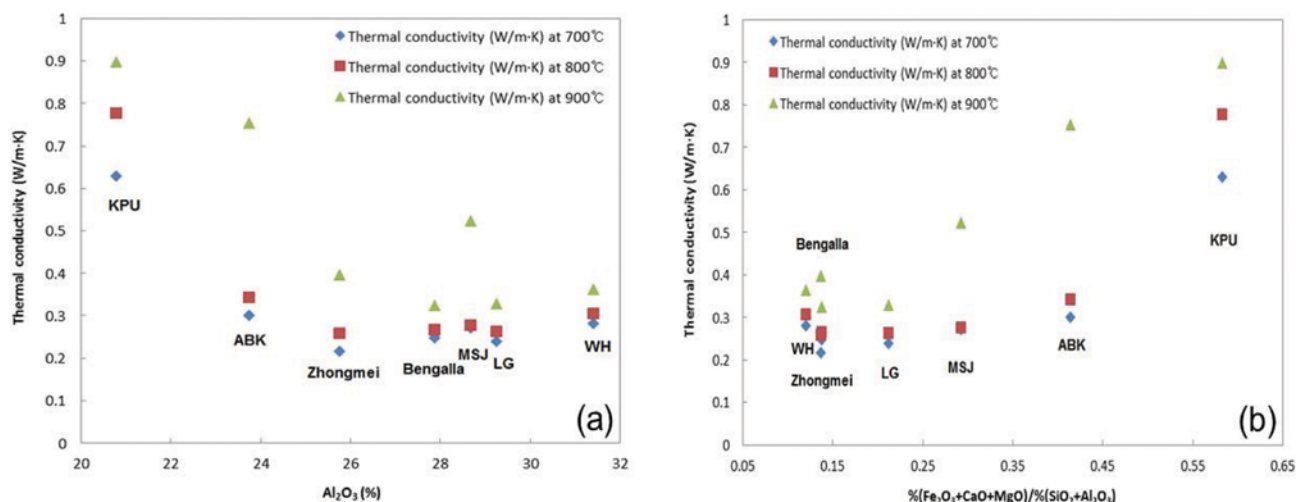 1
0.9
0.8
0.7
0.6
0.5
0.4
0.3
0.2
0.1
0
Thermal conductivity (W/m·K)
Thermal conductivity (W/m·K) at 700℃
Thermal conductivity (W/m·K) at 800℃
Thermal conductivity (W/m·K) at 900℃
KPU
ABK
Zhongmei
Bengalla
MSJ
LG
WH
(a)
20 22 24 26 28 30 32
Al₂O₃ (%)
1
0.9
0.8
0.7
0.6
0.5
0.4
0.3
0.2
0.1
0
Thermal conductivity (W/m·K)
Thermal conductivity (W/m·K) at 700℃
Thermal conductivity (W/m·K) at 800℃
Thermal conductivity (W/m·K) at 900℃
Bengalla
WH
Zhongmei
LG
MSJ
ABK
KPU
(b)
0.05 0.15 0.25 0.35 0.45 0.55 0.65
%(Fe₂O₃+CaO+MgO)/%(SiO₂+Al₂O₃)